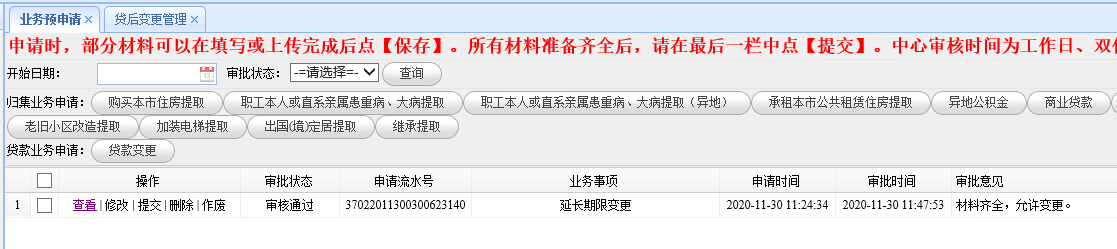 业务预申请 × 贷后变更管理 ×
申请时，部分材料可以在填写或上传完成后点【保存】。所有材料准备齐全后，请在最后一栏中点【提交】。中心审核时间为工作日、双
开始日期： 审批状态： -=请选择=- 查询
归集业务申请： 购买本市住房提取 职工本人或直系亲属患重病、大病提取 职工本人或直系亲属患重病、大病提取（异地） 承租本市公共租赁住房提取 异地公积金 商业贷款
老旧小区改造提取 加装电梯提取 出国(境)定居提取 继承提取
贷款业务申请： 贷款变更
操作 审批状态 申请流水号 业务事项 申请时间 审批时间 审批意见
1 查看 | 修改 | 提交 | 删除 | 作废 审核通过 37022011300300623140 延长期限变更 2020-11-30 11:24:34 2020-11-30 11:47:53 材料齐全，允许变更。